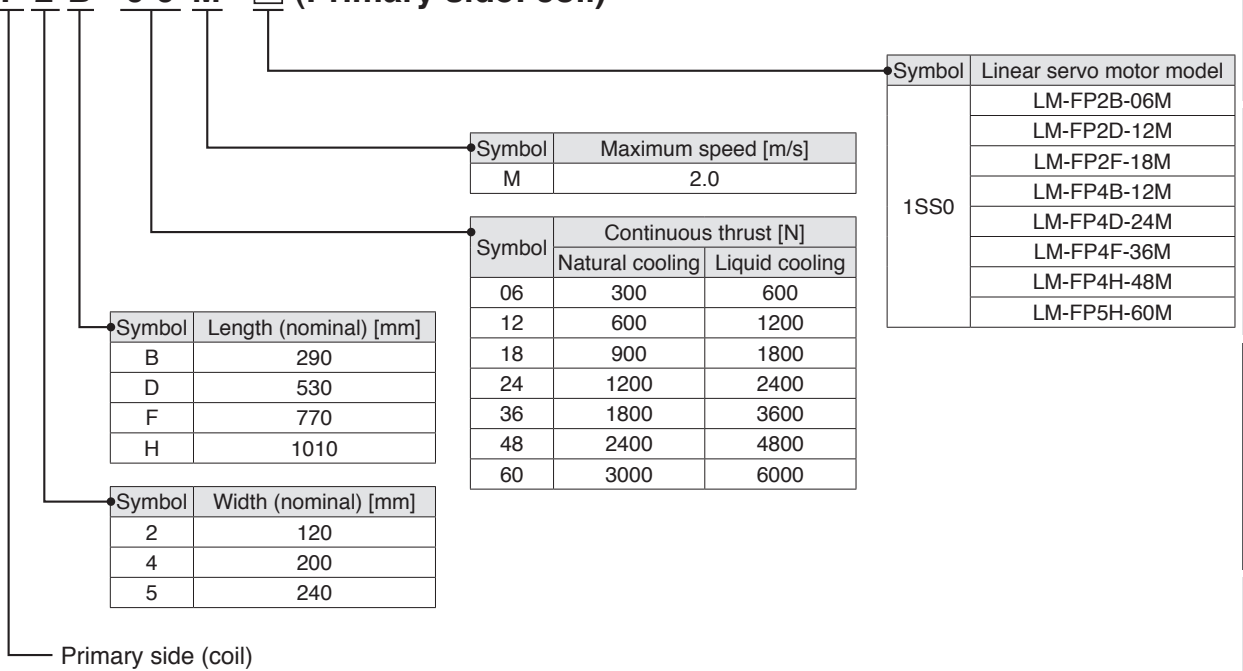 (Primary side: coil)
Symbol Linear servo motor model
1SS0
LM-FP2B-06M
LM-FP2D-12M
LM-FP2F-18M
LM-FP4B-12M
LM-FP4D-24M
LM-FP4F-36M
LM-FP4H-48M
LM-FP5H-60M
Symbol Maximum speed [m/s]
M 2.0
Symbol Continuous thrust [N]
Natural cooling Liquid cooling
06 300 600
12 600 1200
18 900 1800
24 1200 2400
36 1800 3600
48 2400 4800
60 3000 6000
Symbol Length (nominal) [mm]
B 290
D 530
F 770
H 1010
Symbol Width (nominal) [mm]
2 120
4 200
5 240
Primary side (coil)